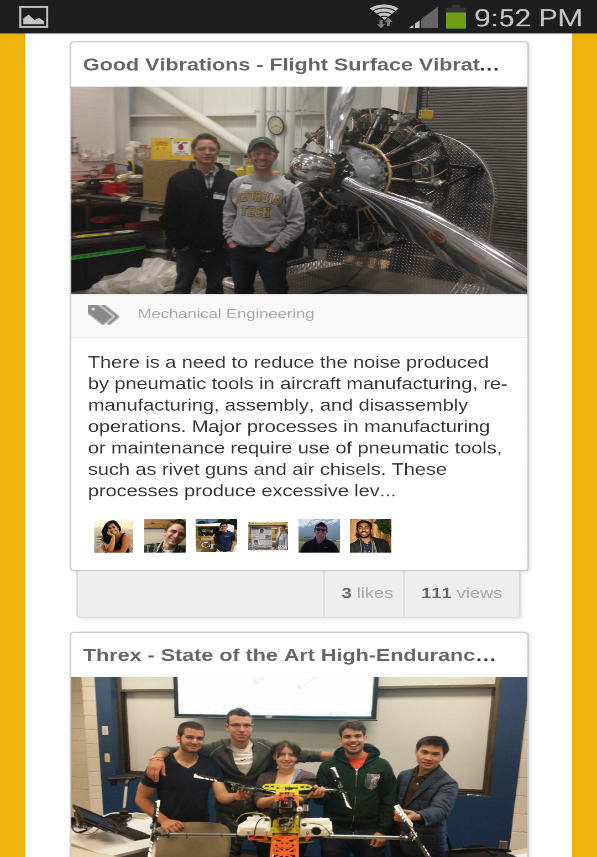 9:52 PM
Good Vibrations - Flight Surface Vibrat...
GEORGIA
TECH
Mechanical Engineering
There is a need to reduce the noise produced
by pneumatic tools in aircraft manufacturing, re-
manufacturing, assembly, and disassembly
operations. Major processes in manufacturing
or maintenance require use of pneumatic tools,
such as rivet guns and air chisels. These
processes produce excessive lev...
3 likes 111 views
Threx - State of the Art High-Enduranc...